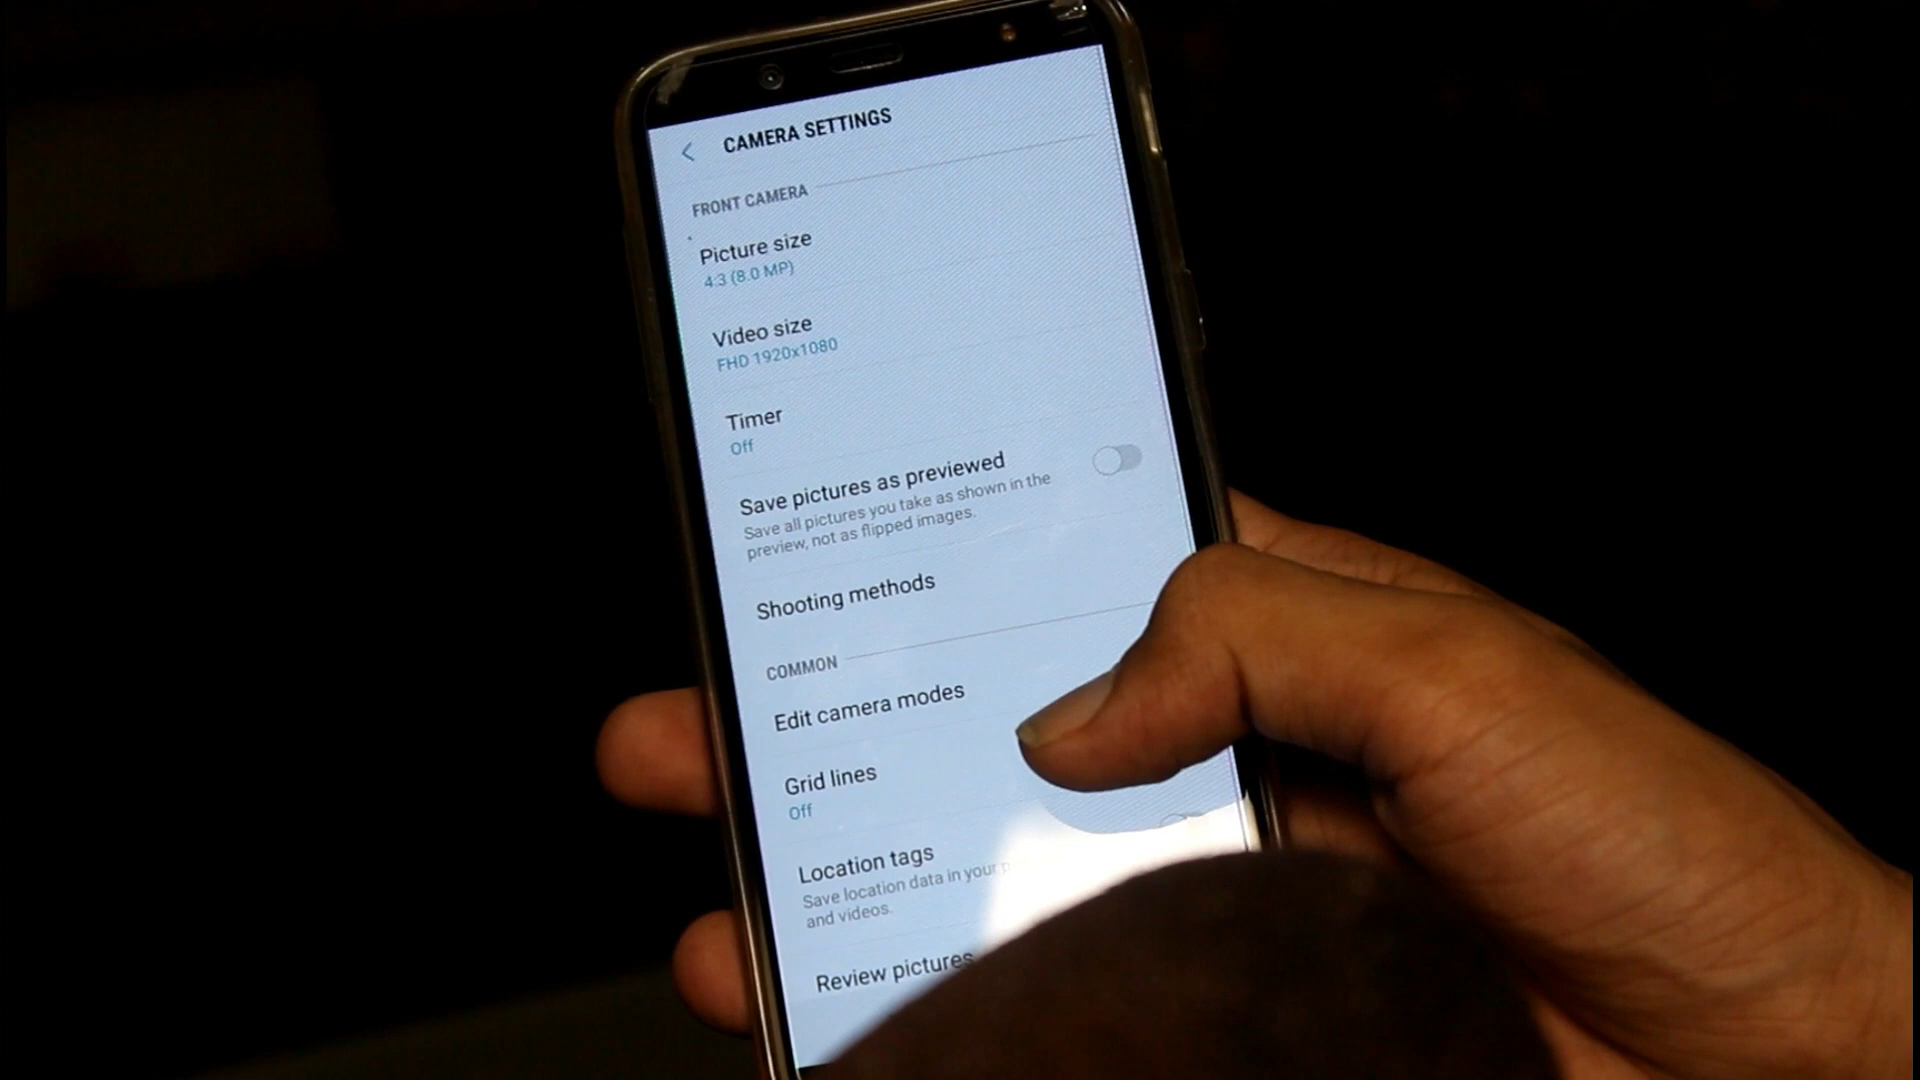 CAMERA SETTINGS
FRONT CAMERA
Picture size
4:3 (8.0 MP)
Video size
FHD 1920x1080
Timer
Off
Save pictures as previewed
Save all pictures you take as shown in the
preview, not as flipped images.
Shooting methods
COMMON
Edit camera modes
Grid lines
Off
Location tags
Save location data in your
and videos.
Review pictures